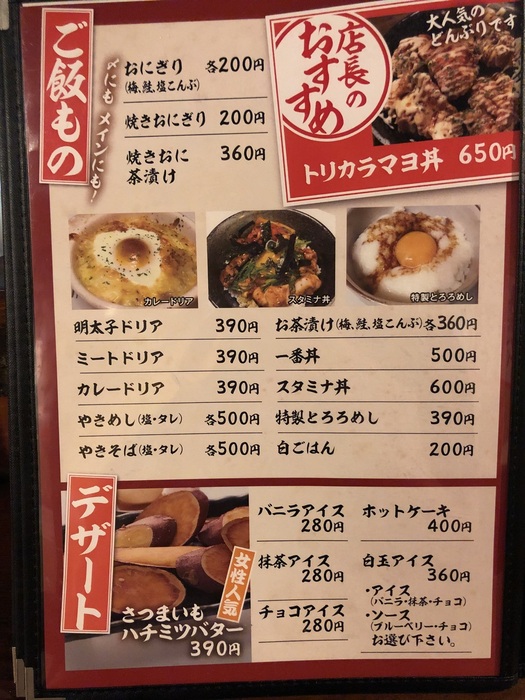 ご飯もの
〆にも メインにも!
おにぎり 各200円
(梅、鮭、塩こんぶ)
焼きおにぎり 200円
焼きおに 360円
茶漬け
店長の
おすすめ
大人気の
どんぶりです
トリカラマヨ丼 650円
カレードリア
スタミナ丼
特製とろろめし
明太子ドリア 390円
ミートドリア 390円
カレードリア 390円
やきめし(塩・タレ) 各500円
やきそば(塩・タレ) 各500円
お茶漬け(梅、鮭、塩こんぶ)各360円
一番丼 500円
スタミナ丼 600円
特製とろろめし 390円
白ごはん 200円
デザート
女性人気
さつまいも
ハチミツバター
390円
バニラアイス
280円
抹茶アイス
280円
チョコアイス
280円
ホットケーキ
400円
白玉アイス
360円
・アイス
(バニラ・抹茶・チョコ)
・ソース
(ブルーベリー・チョコ)
お選び下さい。